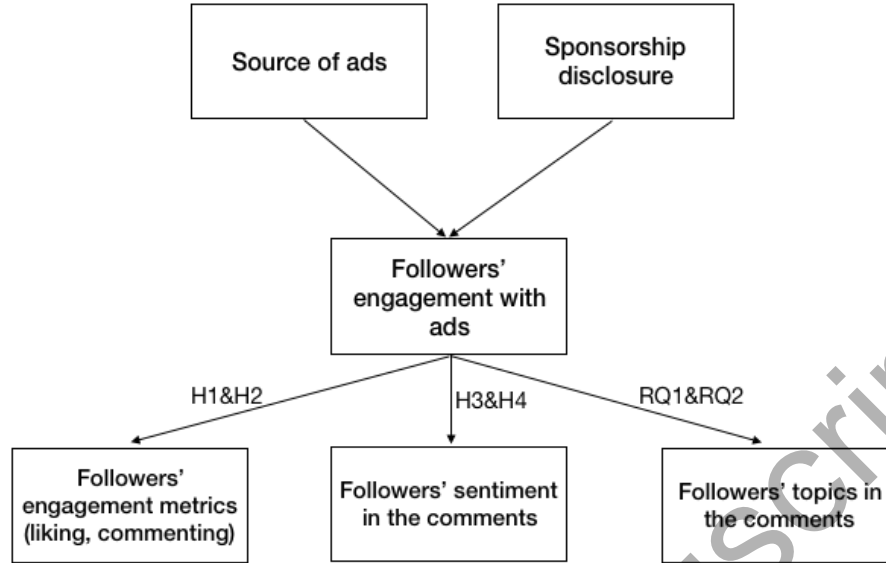 Source of ads
Sponsorship
disclosure
Followers'
engagement with
ads
H1&H2
H3&H4
RQ1&RQ2
Followers'
engagement metrics
(liking, commenting)
Followers' sentiment
in the comments
Followers' topics in
the comments